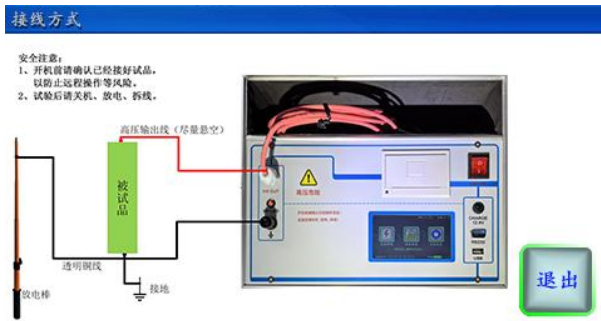 接线方式
安全注意：
1、开机前请确认已经接好试品，
以防止远程操作等风险。
2、试验后请关机、放电、拆线。
高压输出线（尽量悬空）
被试品
透明铜线
接地
放电棒
高压危险
CHARGE
RS232
USB
退出